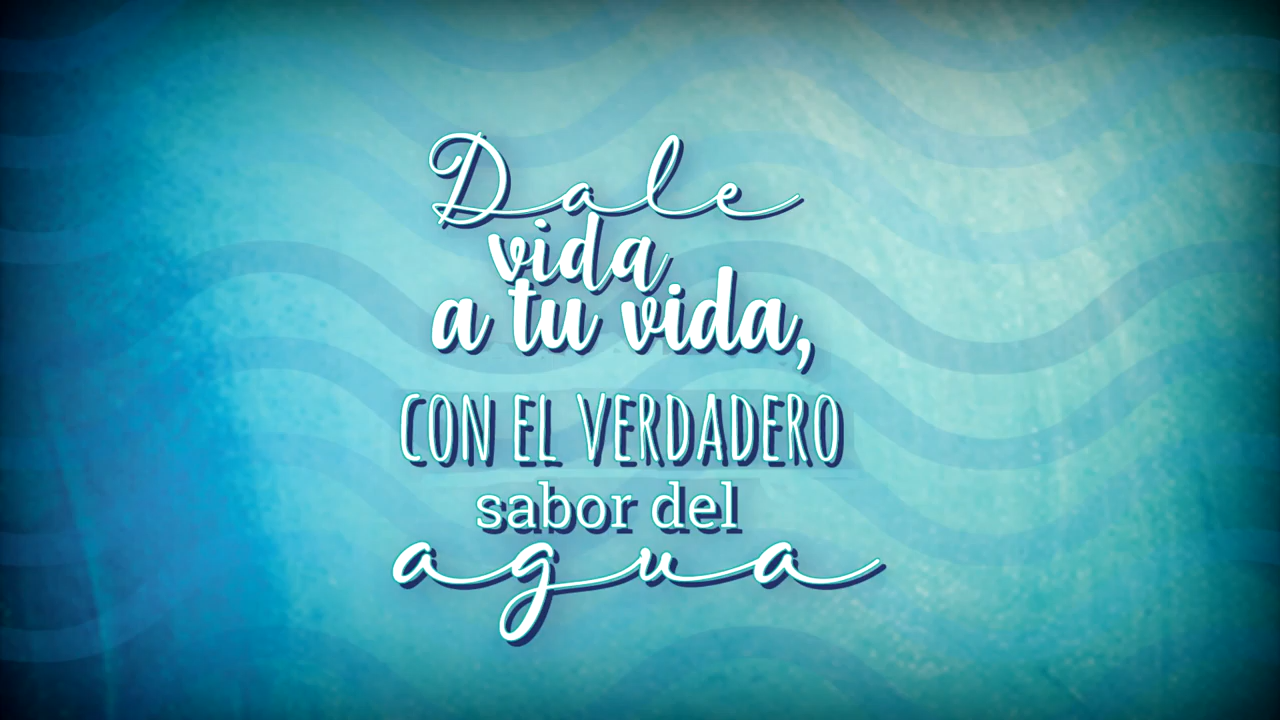 Dale
vida
a tu vida,
CON EL VERDADERO
sabor del
agua